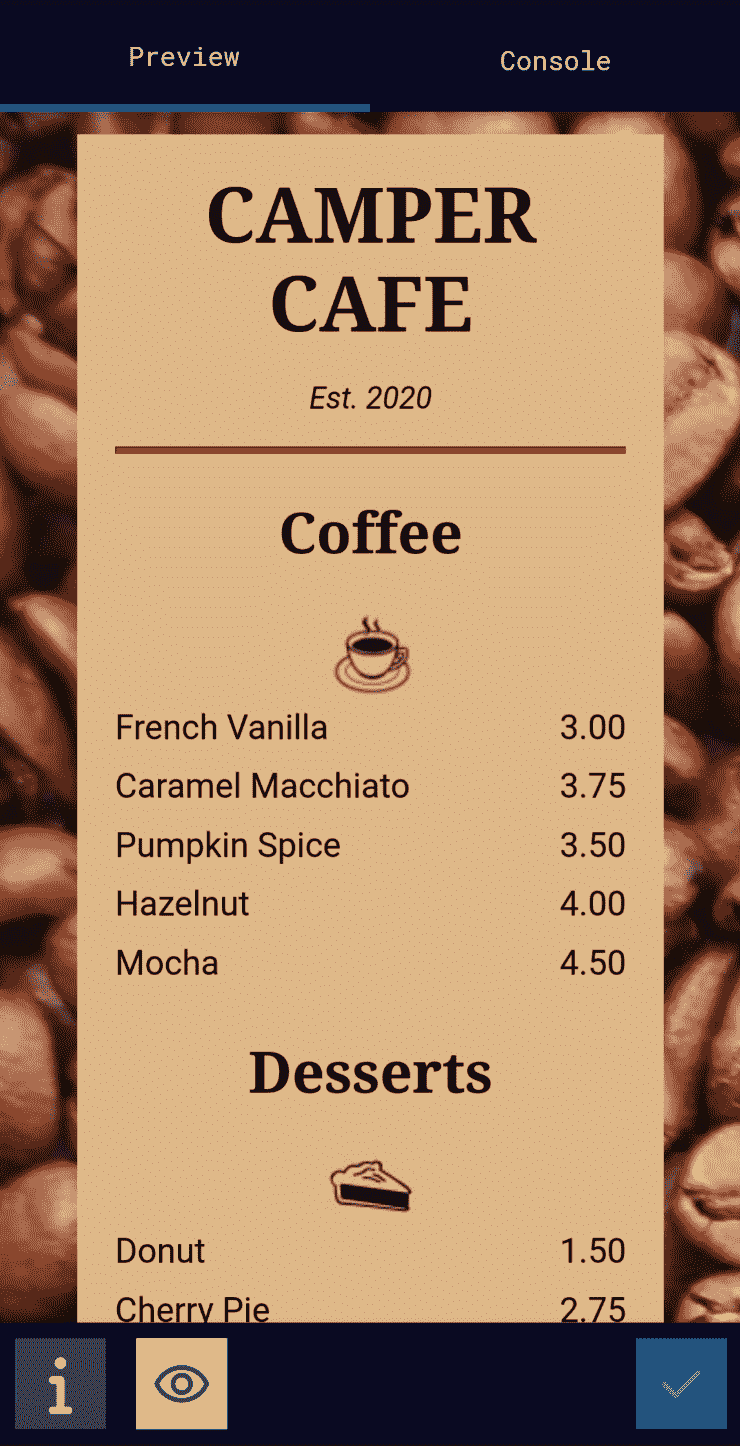 Preview
Console
CAMPER
CAFE
Est. 2020
Coffee
French Vanilla 3.00
Caramel Macchiato 3.75
Pumpkin Spice 3.50
Hazelnut 4.00
Mocha 4.50
Desserts
Donut 1.50
Cherry Pie 2.75